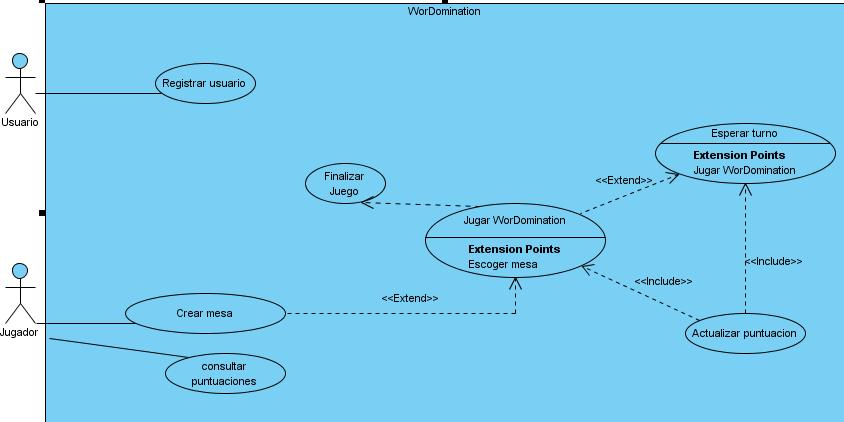 WorDomination
Registrar usuario
Usuario
Esperar turno
Extension Points
Jugar WorDomination
<<Extend>>
Finalizar
Juego
Jugar WorDomination
Extension Points
Escoger mesa
<<Include>>
<<Include>>
<<Extend>>
Crear mesa
Jugador
Actualizar puntuacion
consultar
puntuaciones